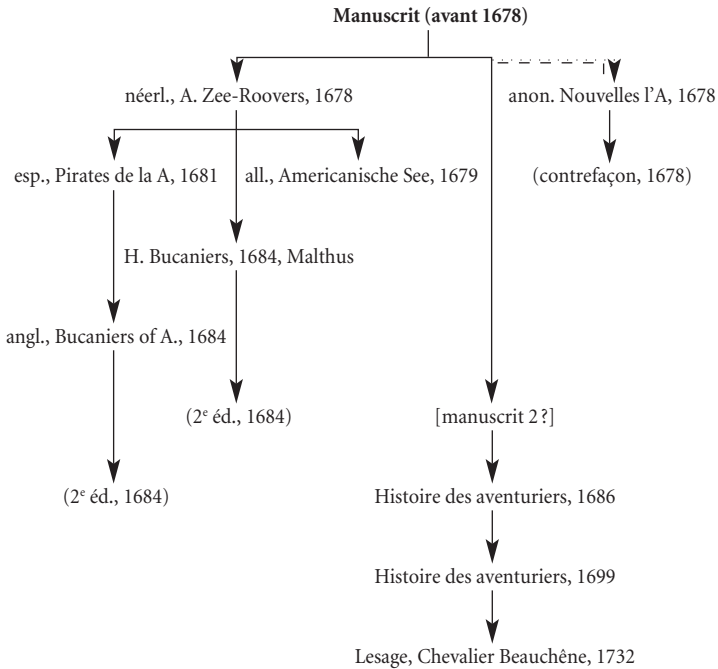 Manuscrit (avant 1678)
néerl., A. Zee-Roovers, 1678
anon. Nouvelles l'A, 1678
esp., Pirates de la A, 1681
all., Americanische See, 1679
(contrefaçon, 1678)
H. Bucaniers, 1684, Malthus
angl., Bucaniers of A., 1684
(2e éd., 1684)
[manuscrit 2 ?]
(2e éd., 1684)
Histoire des aventuriers, 1686
Histoire des aventuriers, 1699
Lesage, Chevalier Beauchêne, 1732